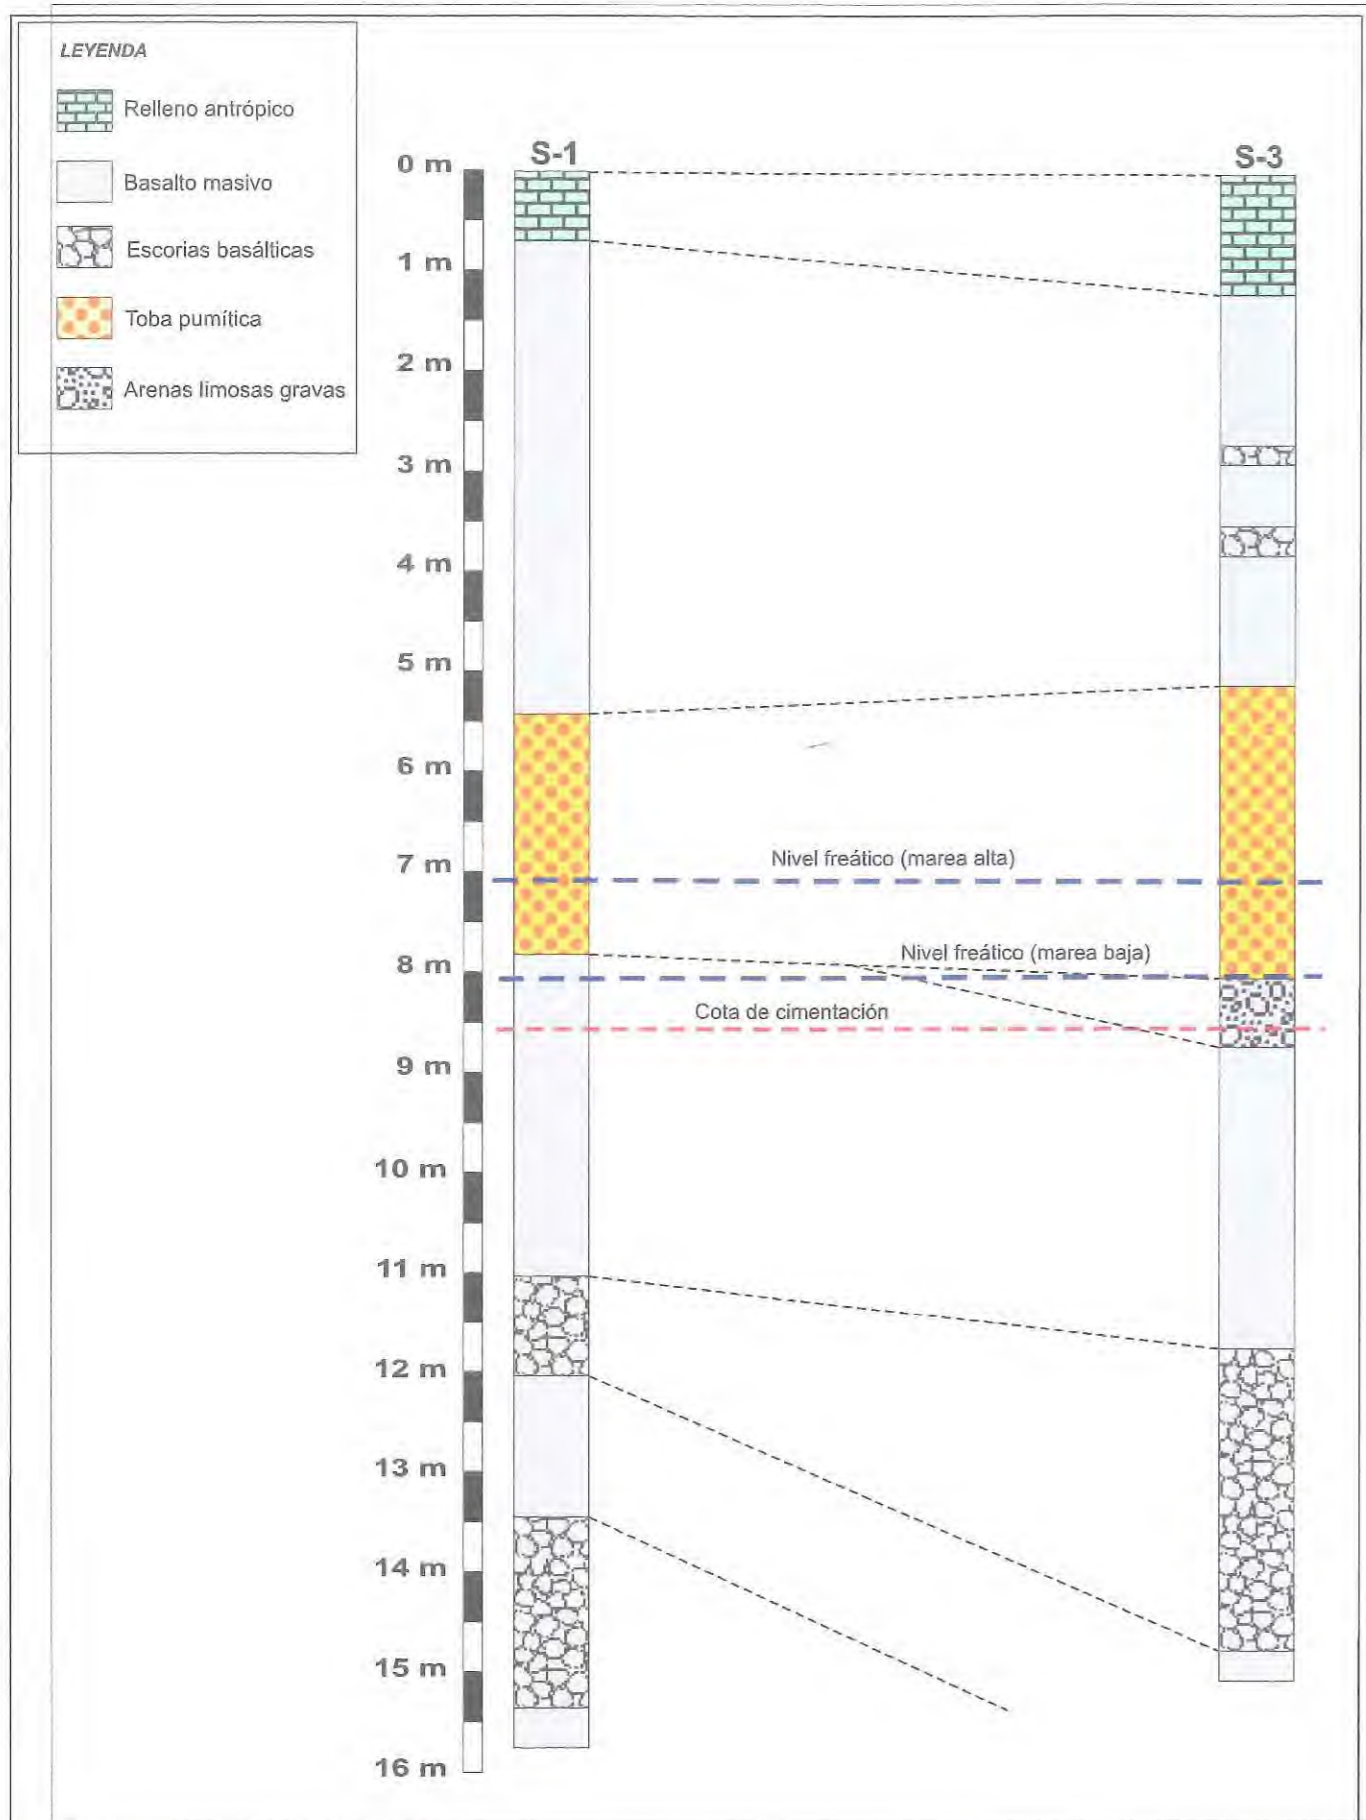 LEYENDA
Relleno antrópico
Basalto masivo
Escorias basálticas
Toba pumítica
Arenas limosas gravas
S-1
S-3
0 m
1 m
2 m
3 m
4 m
5 m
6 m
7 m
8 m
9 m
10 m
11 m
12 m
13 m
14 m
15 m
16 m
Nivel freático (marea alta)
Nivel freático (marea baja)
Cota de cimentación